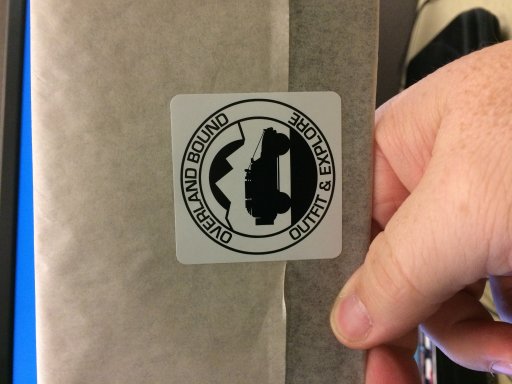 OVERLAND BOUND
OUTFIT & EXPLORE